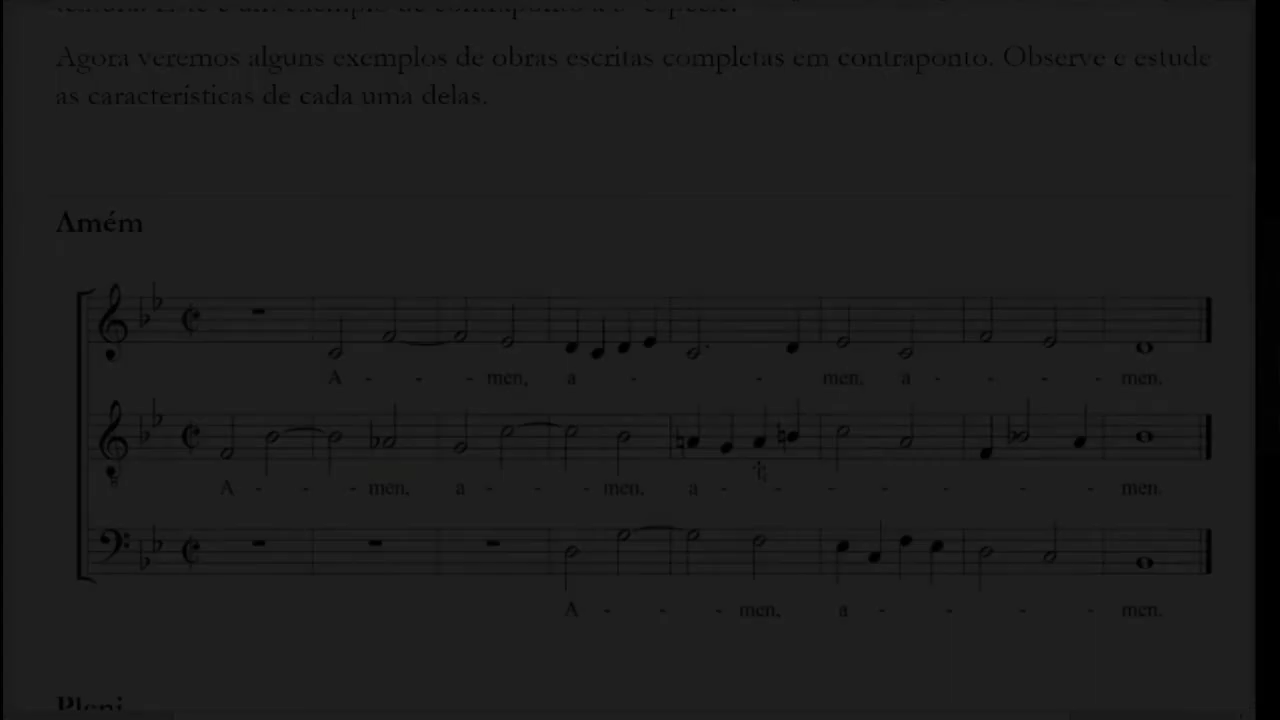 Agora veremos alguns exemplos de obras escritas completas em contraponto. Observe e estude
as características de cada uma delas.
Amém
A - - - men, a - - men, a - - - - men.
A - - - men, a - - - men, a - - - - - - - men.
A - - - men, a - - - - men.
Pleni